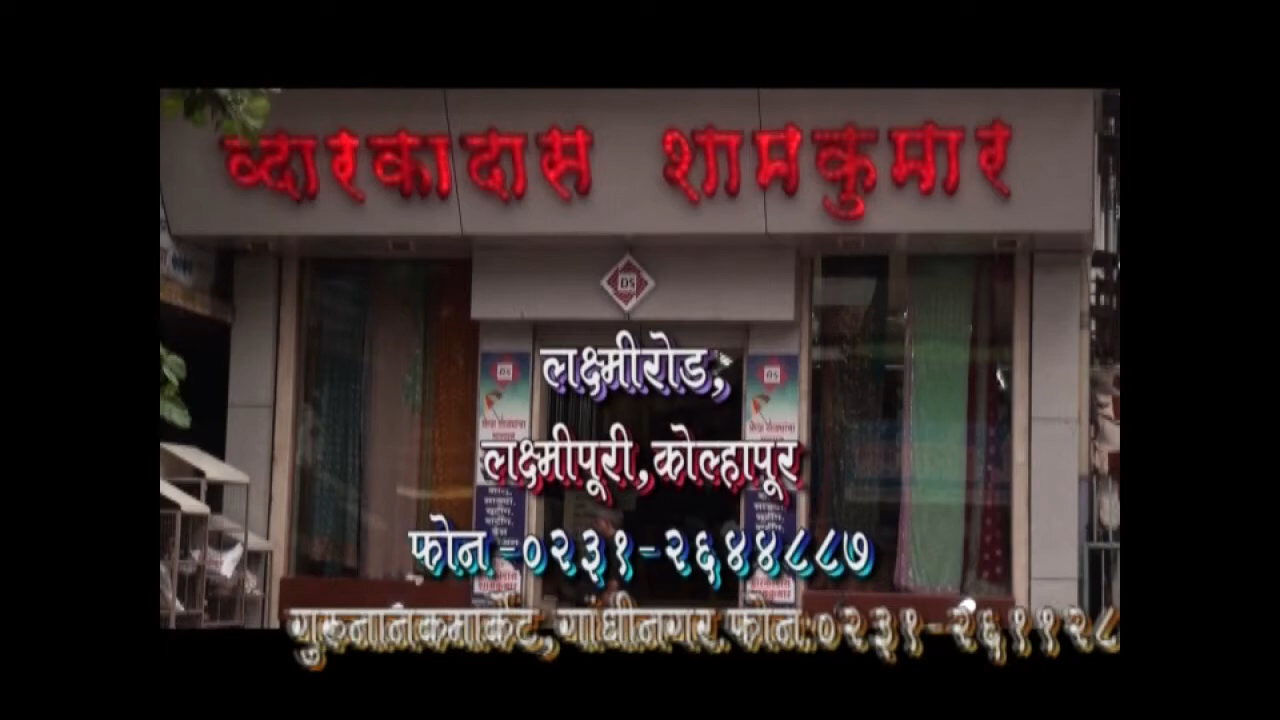 व्दारकादास शामकुमार
DS
लक्ष्मीरोड,
लक्ष्मीपूरी,कोल्हापूर
फोन -०२३१-२६४४८८७
गुरुनानकमार्केट,गांधीनगर.फोन:०२३१-२६११२८